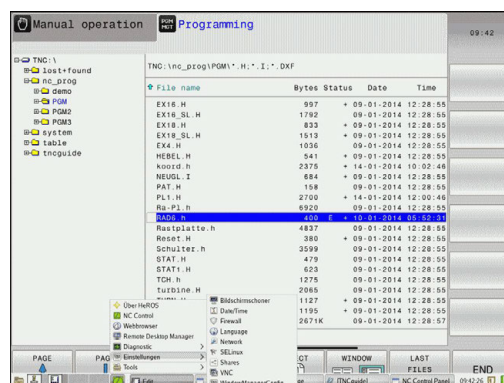 Manual operation
PGM MGT Programming
09:42
TNC:\
lost+found
nc_prog
demo
PGM
PGM2
PGM3
system
table
tncguide
TNC:\nc_prog\PGM\*.H;*.I;*.DXF
File name Bytes Status Date Time
EX16.H 997 + 09-01-2014 12:28:55
EX16_SL.H 1792 09-01-2014 12:28:55
EX18.H 833 + 09-01-2014 12:28:55
EX18_SL.H 1513 + 09-01-2014 12:28:55
EX4.H 1036 09-01-2014 12:28:55
HEBEL.H 541 + 09-01-2014 12:28:55
koord.h 2375 + 14-01-2014 10:02:46
NEUGL.I 684 + 09-01-2014 12:28:55
PAT.H 158 09-01-2014 12:28:55
PL1.H 2700 + 14-01-2014 12:00:46
Ra-Pl.h 6920 09-01-2014 12:28:55
RAD6.h 400 E + 10-01-2014 05:52:31
Rastplatte.h 4837 09-01-2014 12:28:55
Reset.H 380 + 09-01-2014 12:28:55
Schulter.h 3599 09-01-2014 12:28:55
STAT.H 479 09-01-2014 12:28:55
STAT1.H 623 09-01-2014 12:28:55
TCH.h 1275 09-01-2014 12:28:55
turbine.H 2065 09-01-2014 12:28:55
1127 + 09-01-2014 12:28:55
1195 + 09-01-2014 12:28:55
2671K 09-01-2014 12:28:57
Über HeROS
NC Control
Webbrowser
Remote Desktop Manager
Diagnostic
Einstellungen
Tools
Bildschirmschoner
Date/Time
Firewall
Language
Network
SELinux
Shares
VNC
WindowManagerConfig
PAGE
WINDOW
LAST
FILES
END
Edit
[TNCguide]
NC Control Panel
09:42:26